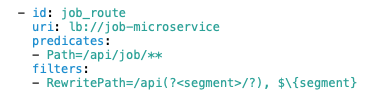 - id: job_route
uri: lb://job-microservice
predicates:
- Path=/api/job/**
filters:
- RewritePath=/api(?<segment>/?), $\{segment}